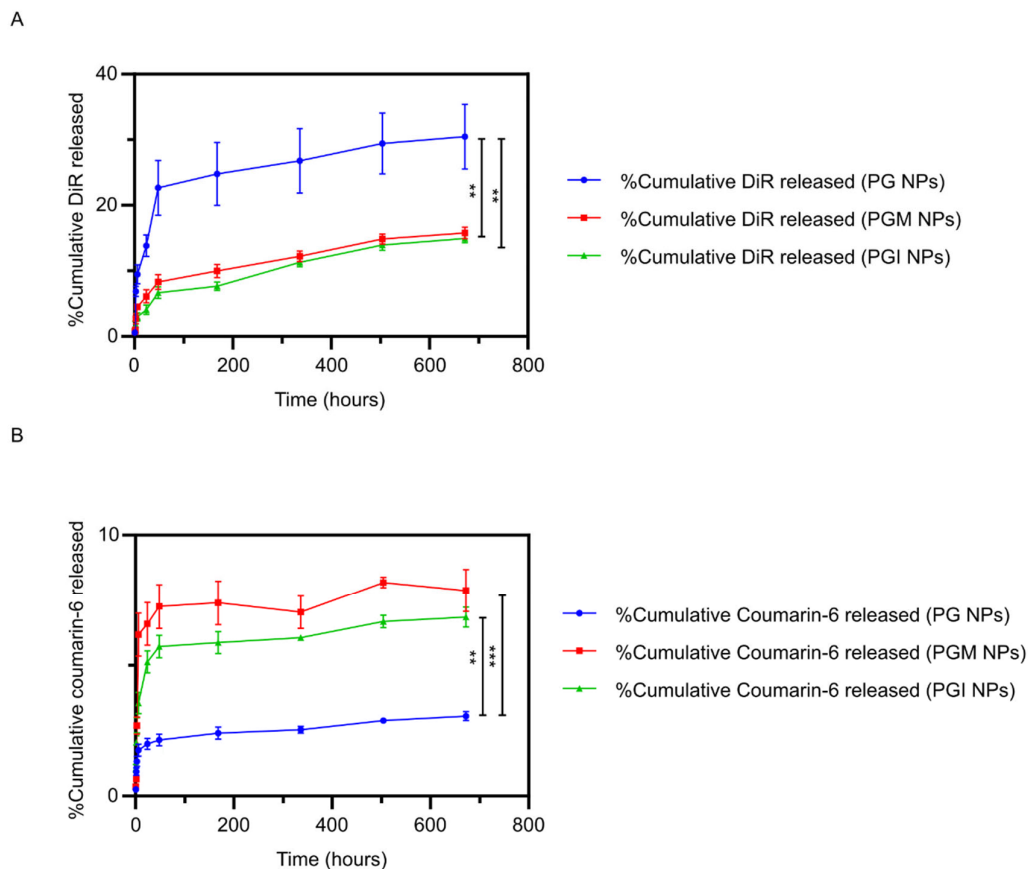 A
%Cumulative DiR released
40
20
0
0 200 400 600 800
Time (hours)
**
**
%Cumulative DiR released (PG NPs)
%Cumulative DiR released (PGM NPs)
%Cumulative DiR released (PGI NPs)
B
%Cumulative coumarin-6 released
10
5
0
0 200 400 600 800
Time (hours)
**
***
%Cumulative Coumarin-6 released (PG NPs)
%Cumulative Coumarin-6 released (PGM NPs)
%Cumulative Coumarin-6 released (PGI NPs)